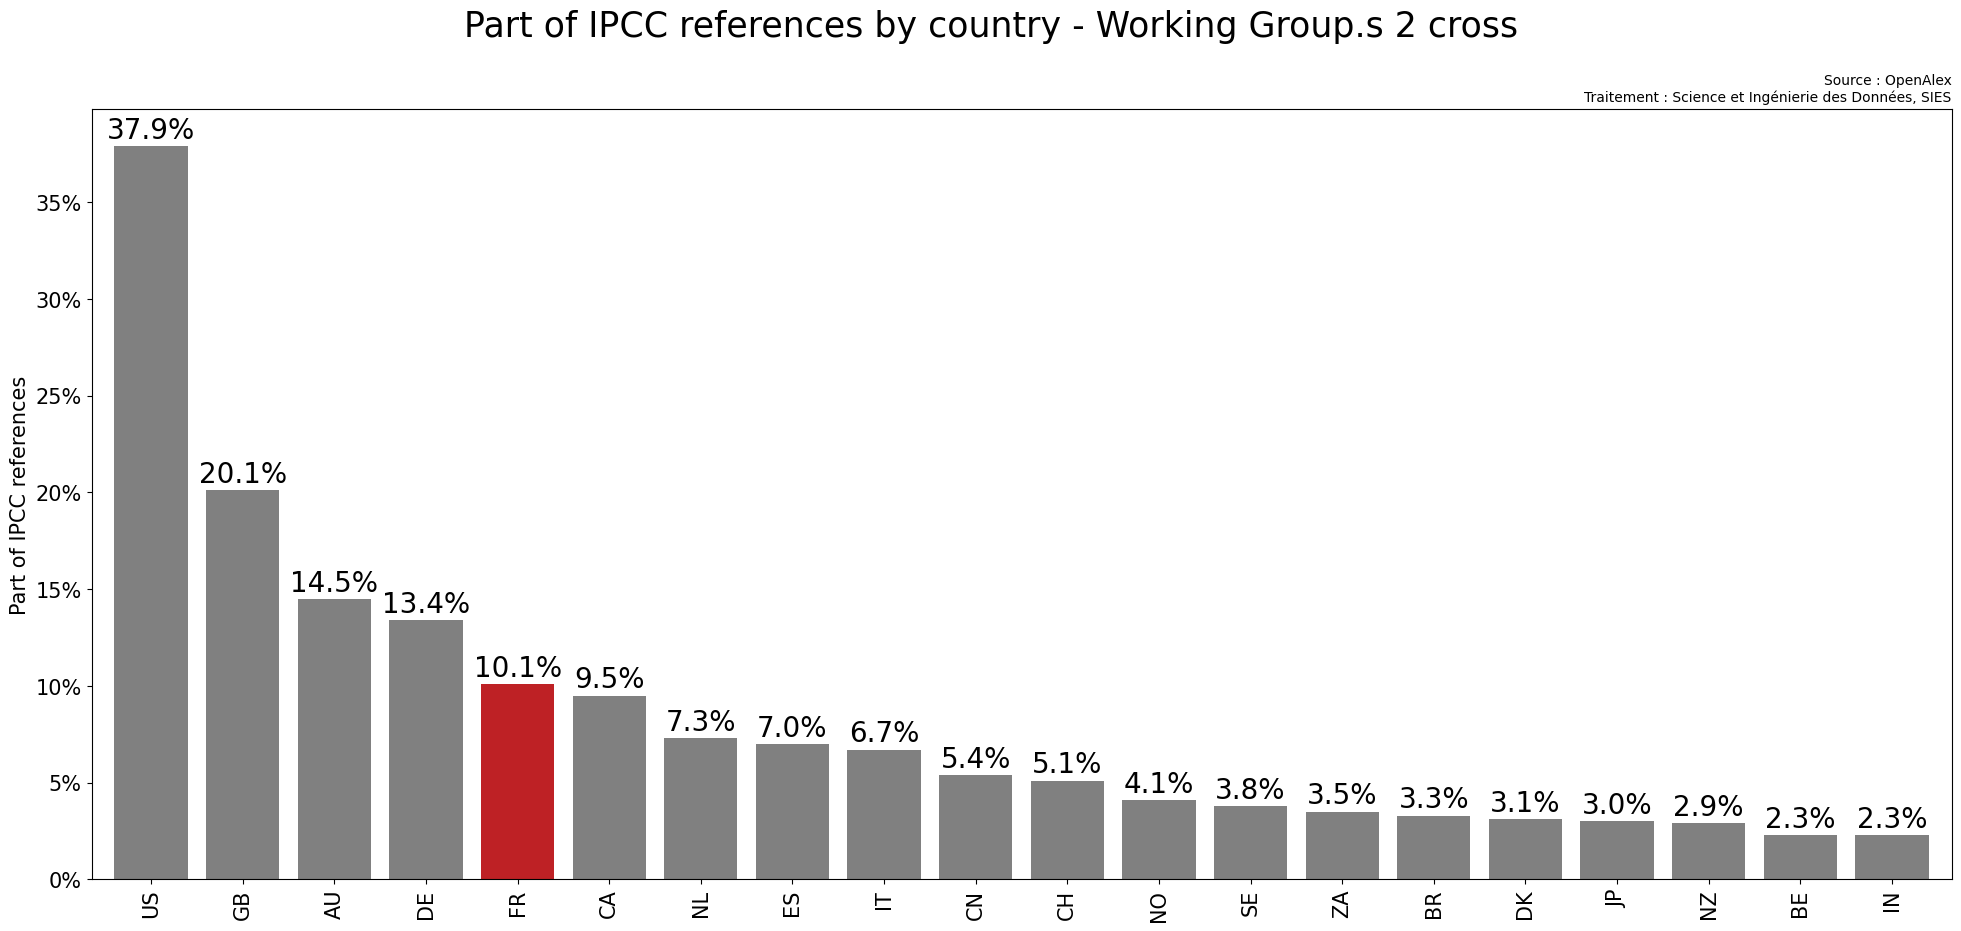 Part of IPCC references by country - Working Group.s 2 cross
Source : OpenAlex
Traitement : Science et Ingénierie des Données, SIES
Part of IPCC references
35%
30%
25%
20%
15%
10%
5%
0%
37.9%
20.1%
14.5%
13.4%
10.1%
9.5%
7.3%
7.0%
6.7%
5.4%
5.1%
4.1%
3.8%
3.5%
3.3%
3.1%
3.0%
2.9%
2.3%
2.3%
US
GB
AU
DE
FR
CA
NL
ES
IT
CN
CH
NO
SE
ZA
BR
DK
JP
NZ
BE
IN